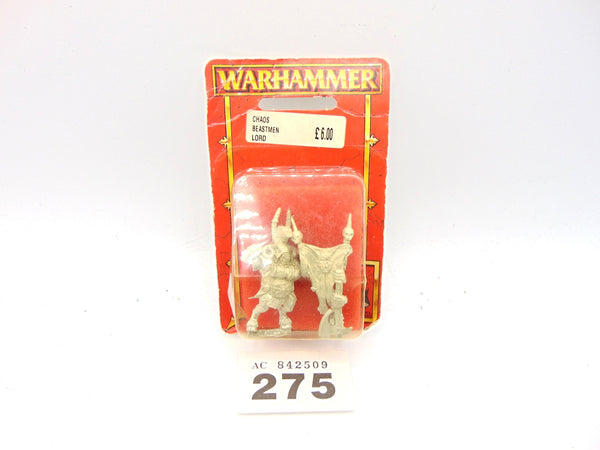 WARHAMMER
CHAOS
BEASTMEN £6.00
LORD
AC 842509
275